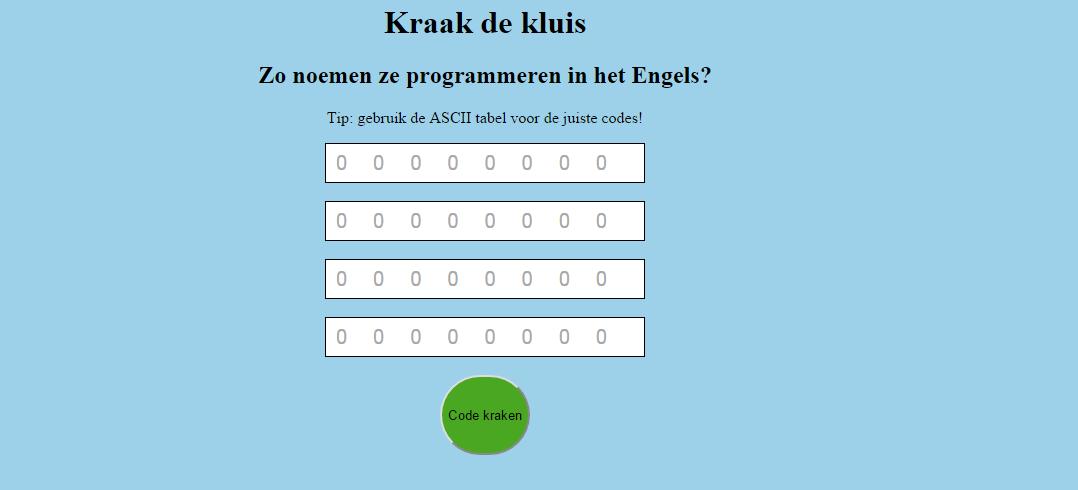 Kraak de kluis
Zo noemen ze programmeren in het Engels?
Tip: gebruik de ASCII tabel voor de juiste codes!
0 0 0 0 0 0 0 0
0 0 0 0 0 0 0 0
0 0 0 0 0 0 0 0
0 0 0 0 0 0 0 0
Code kraken